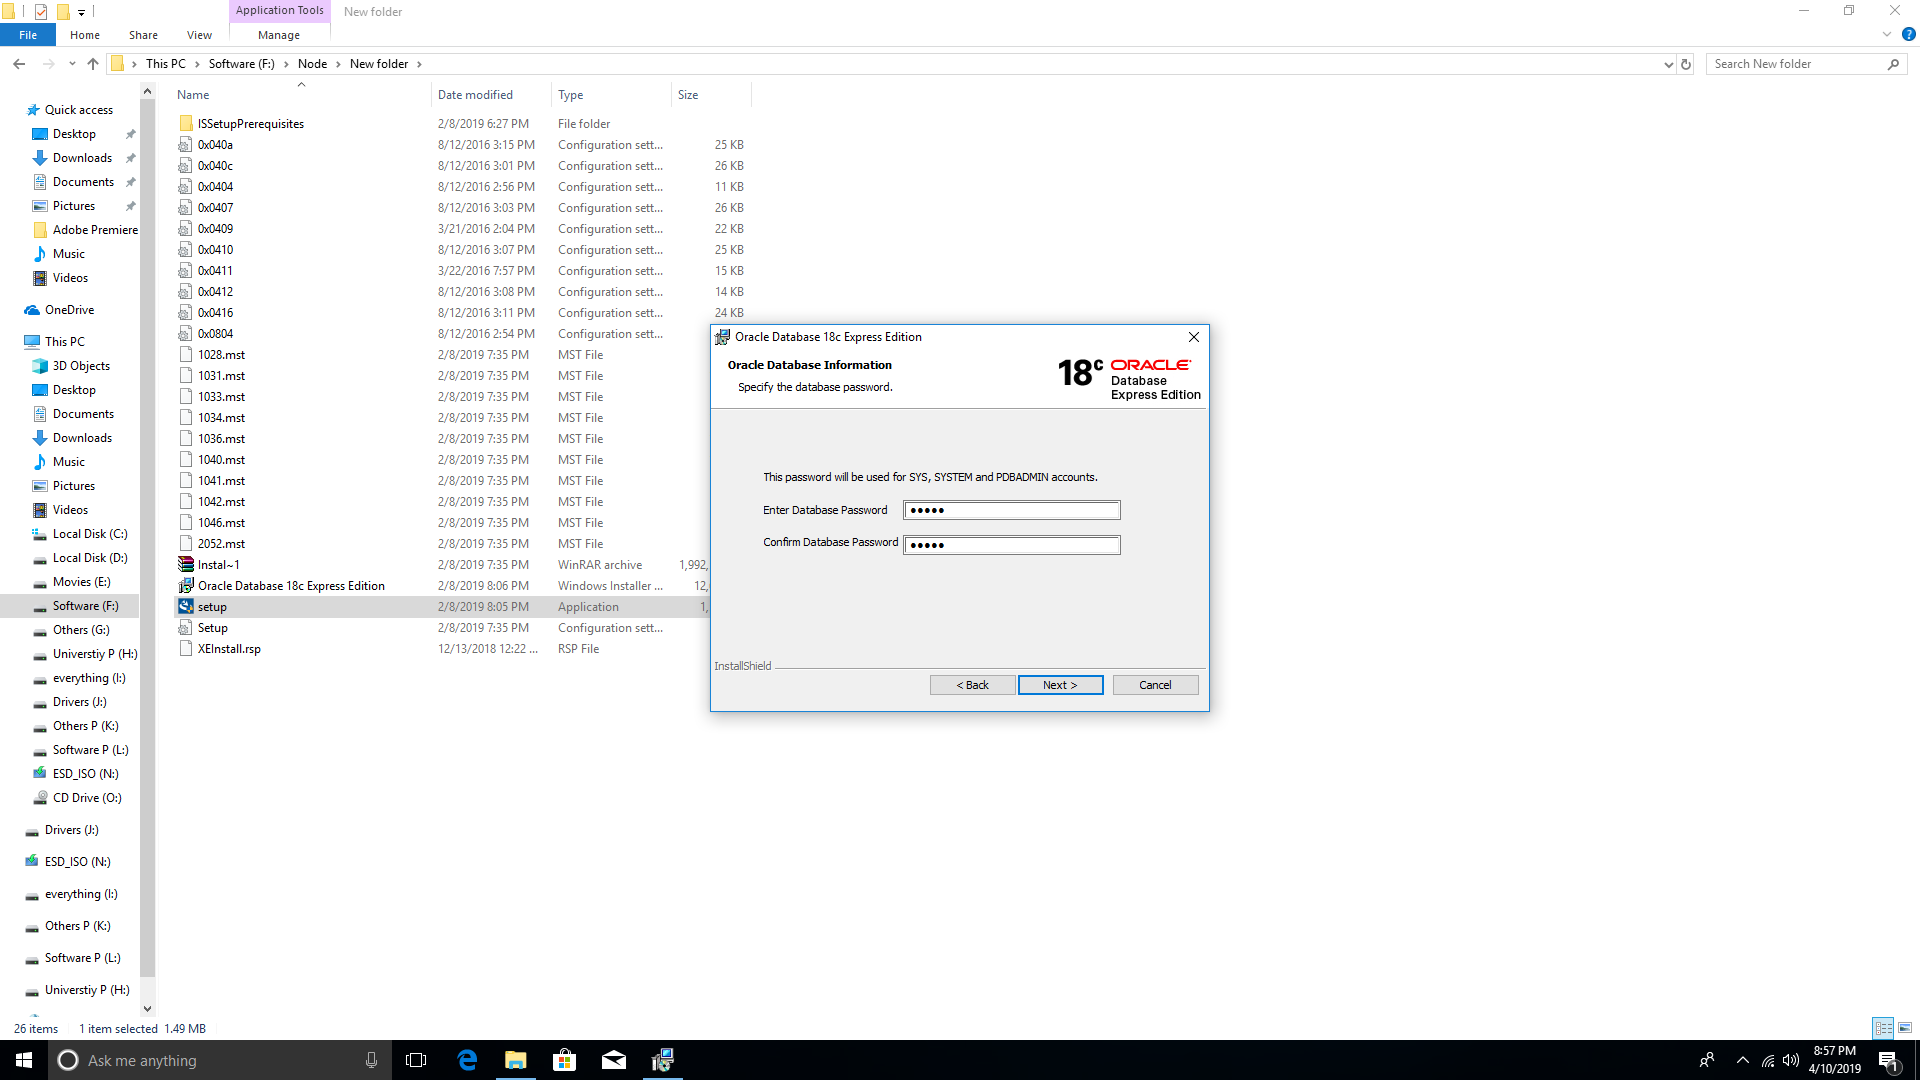 Application Tools
New folder
File
Home
Share
View
Manage
This PC
Software (F:)
Node
New folder
Search New folder
Name
Date modified
Type
Size
Quick access
Desktop
Downloads
Documents
Pictures
Adobe Premiere
Music
Videos
OneDrive
This PC
3D Objects
Desktop
Documents
Downloads
Music
Pictures
Videos
Local Disk (C:)
Local Disk (D:)
Movies (E:)
Software (F:)
Others (G:)
Universtiy P (H:)
everything (I:)
Drivers (J:)
Others P (K:)
Software P (L:)
ESD_ISO (N:)
CD Drive (O:)
Drivers (J:)
ESD_ISO (N:)
everything (I:)
Others P (K:)
Software P (L:)
Universtiy P (H:)
ISSetupPrerequisites 2/8/2019 6:27 PM File folder
0x040a 8/12/2016 3:15 PM Configuration sett... 25 KB
0x040c 8/12/2016 3:01 PM Configuration sett... 26 KB
0x0404 8/12/2016 2:56 PM Configuration sett... 11 KB
0x0407 8/12/2016 3:03 PM Configuration sett... 26 KB
0x0409 3/21/2016 2:04 PM Configuration sett... 22 KB
0x0410 8/12/2016 3:07 PM Configuration sett... 25 KB
0x0411 3/22/2016 7:57 PM Configuration sett... 15 KB
0x0412 8/12/2016 3:08 PM Configuration sett... 14 KB
0x0416 8/12/2016 3:11 PM Configuration sett... 24 KB
0x0804 8/12/2016 2:54 PM Configuration sett...
1028.mst 2/8/2019 7:35 PM MST File
1031.mst 2/8/2019 7:35 PM MST File
1033.mst 2/8/2019 7:35 PM MST File
1034.mst 2/8/2019 7:35 PM MST File
1036.mst 2/8/2019 7:35 PM MST File
1040.mst 2/8/2019 7:35 PM MST File
1041.mst 2/8/2019 7:35 PM MST File
1042.mst 2/8/2019 7:35 PM MST File
1046.mst 2/8/2019 7:35 PM MST File
2052.mst 2/8/2019 7:35 PM MST File
Instal~1 2/8/2019 7:35 PM WinRAR archive 1,992,
Oracle Database 18c Express Edition 2/8/2019 8:06 PM Windows Installer ... 12,
setup 2/8/2019 8:05 PM Application 1,
Setup 2/8/2019 7:35 PM Configuration sett...
XEInstall.rsp 12/13/2018 12:22 ... RSP File
Oracle Database 18c Express Edition
Oracle Database Information
Specify the database password.
18c ORACLE
Database
Express Edition
This password will be used for SYS, SYSTEM and PDBADMIN accounts.
Enter Database Password •••••
Confirm Database Password •••••
InstallShield
< Back
Next >
Cancel
26 items
1 item selected 1.49 MB
Ask me anything
8:57 PM
4/10/2019
1